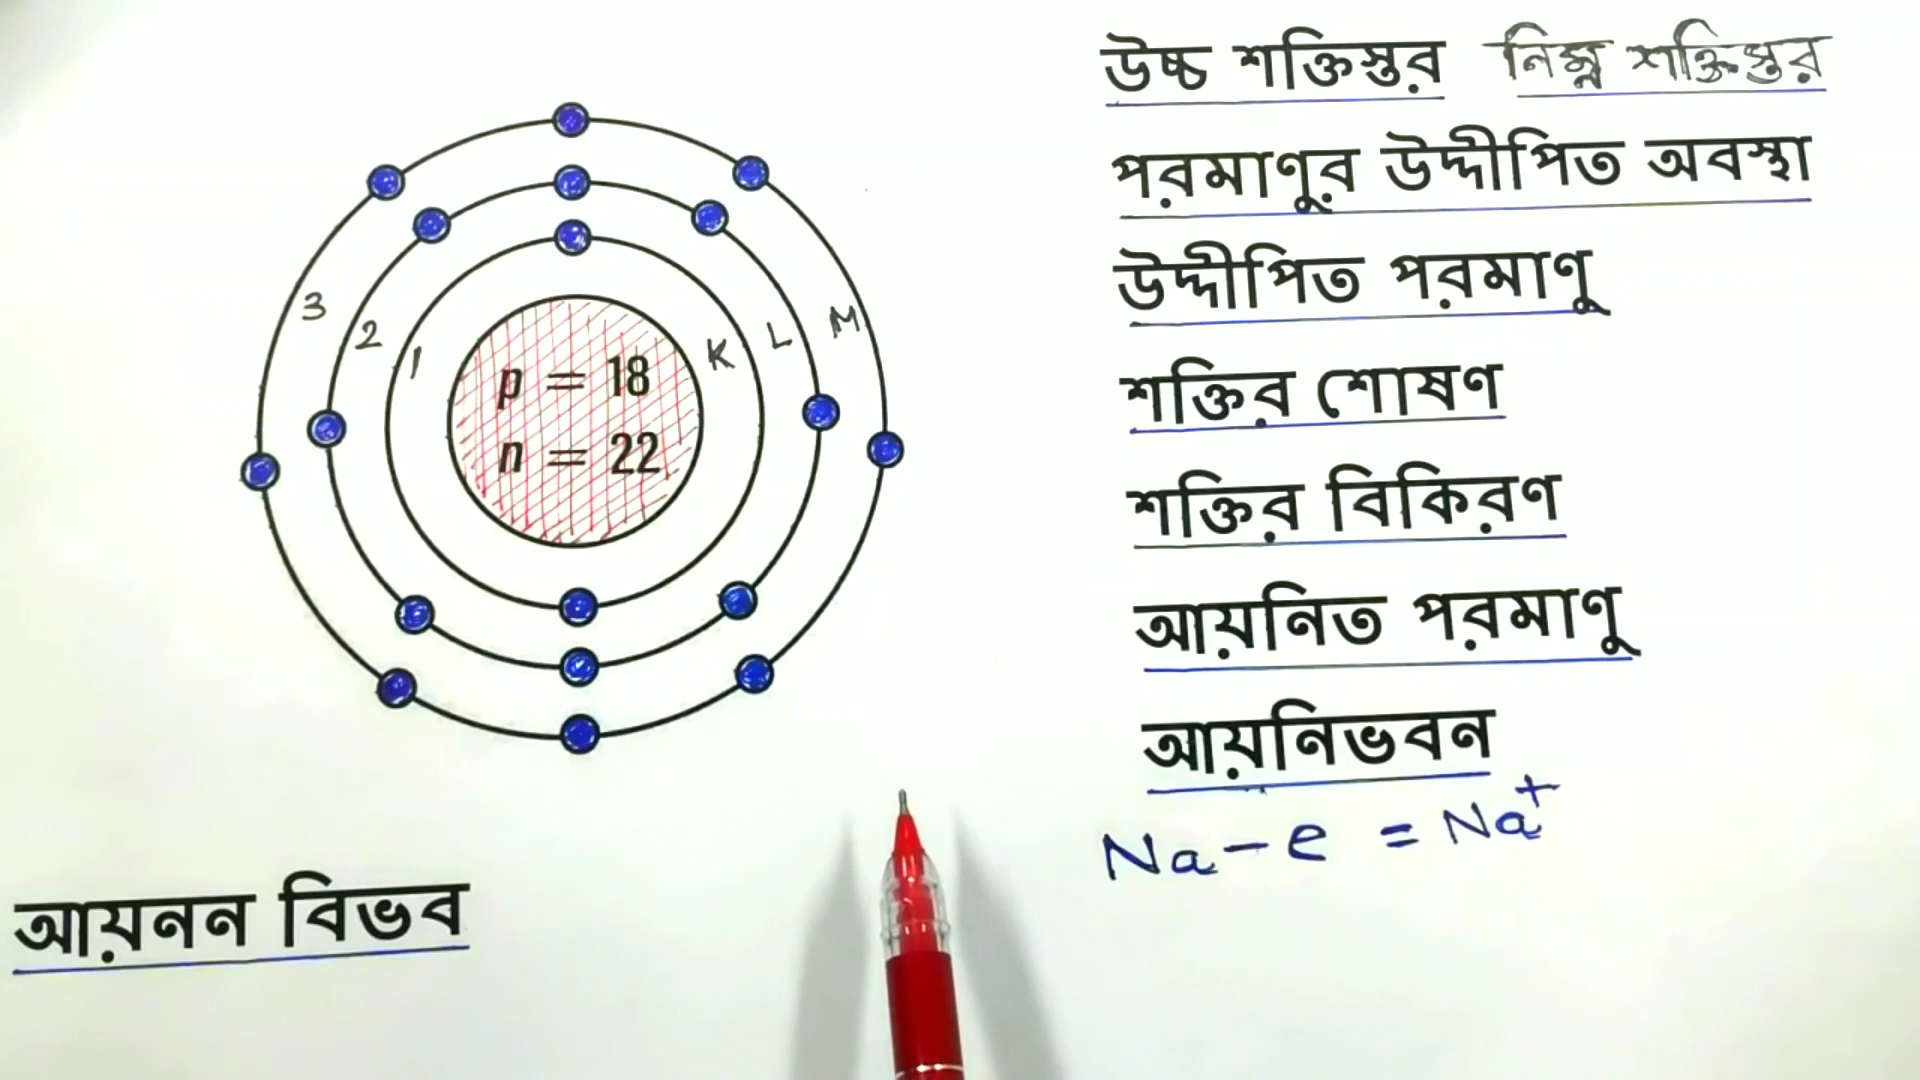 উচ্চ শক্তিস্তর নিম্ন শক্তিস্তর
পরমাণুর উদ্দীপিত অবস্থা
উদ্দীপিত পরমাণু
শক্তির শোষণ
শক্তির বিকিরণ
আয়নিত পরমাণু
আয়নিভবন
Na - e = Na⁺
3 2 1 K L M
p = 18
n = 22
আয়নন বিভব